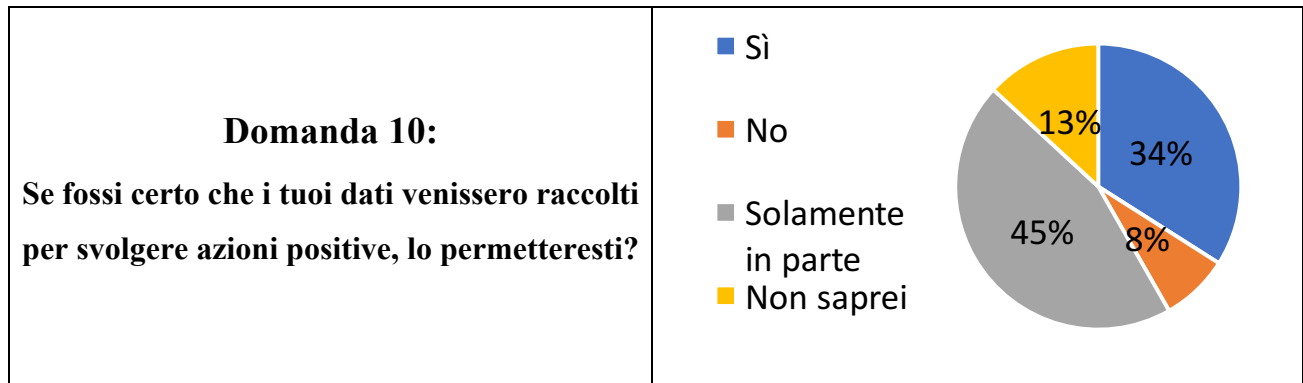 Domanda 10:
Se fossi certo che i tuoi dati venissero raccolti
per svolgere azioni positive, lo permetteresti?
Sì
No
Solamente
in parte
Non saprei
13%
34%
45%
8%